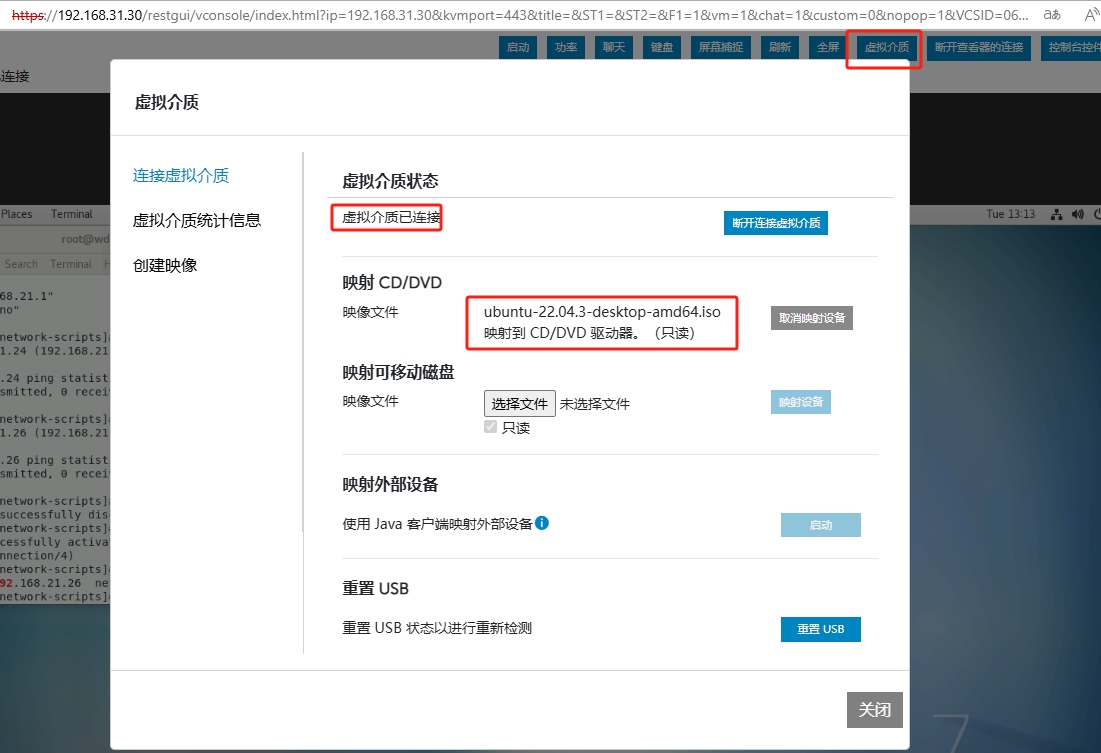 https://192.168.31.30/restgui/vconsole/index.html?ip=192.168.31.30&kvmport=443&title=&ST1=&ST2=&F1=1&vm=1&chat=1&custom=0&nopop=1&VCSID=06...
启动 功率 聊天 键盘 屏幕捕捉 刷新 全屏 虚拟介质 断开查看器的连接 控制台控件
连接
虚拟介质
连接虚拟介质
虚拟介质统计信息
创建映像
虚拟介质状态
虚拟介质已连接
断开连接虚拟介质
映射 CD/DVD
映像文件
ubuntu-22.04.3-desktop-amd64.iso
映射到 CD/DVD 驱动器。（只读）
取消映射设备
映射可移动磁盘
映像文件
选择文件 未选择文件
映射设备
只读
映射外部设备
使用 Java 客户端映射外部设备
启动
重置 USB
重置 USB 状态以进行重新检测
重置 USB
关闭
Places Terminal
Tue 13:13
root@wd
Search Terminal H
68.21.1"
no"
network-scripts]
1.24 (192.168.21
.24 ping statist
smitted, 0 recei
network-scripts]
1.26 (192.168.21
.26 ping statist
smitted, 0 recei
network-scripts]
successfully dis
network-scripts]
cessfully activa
nnection/4)
network-scripts]
92.168.21.26 ne
network-scripts]
7